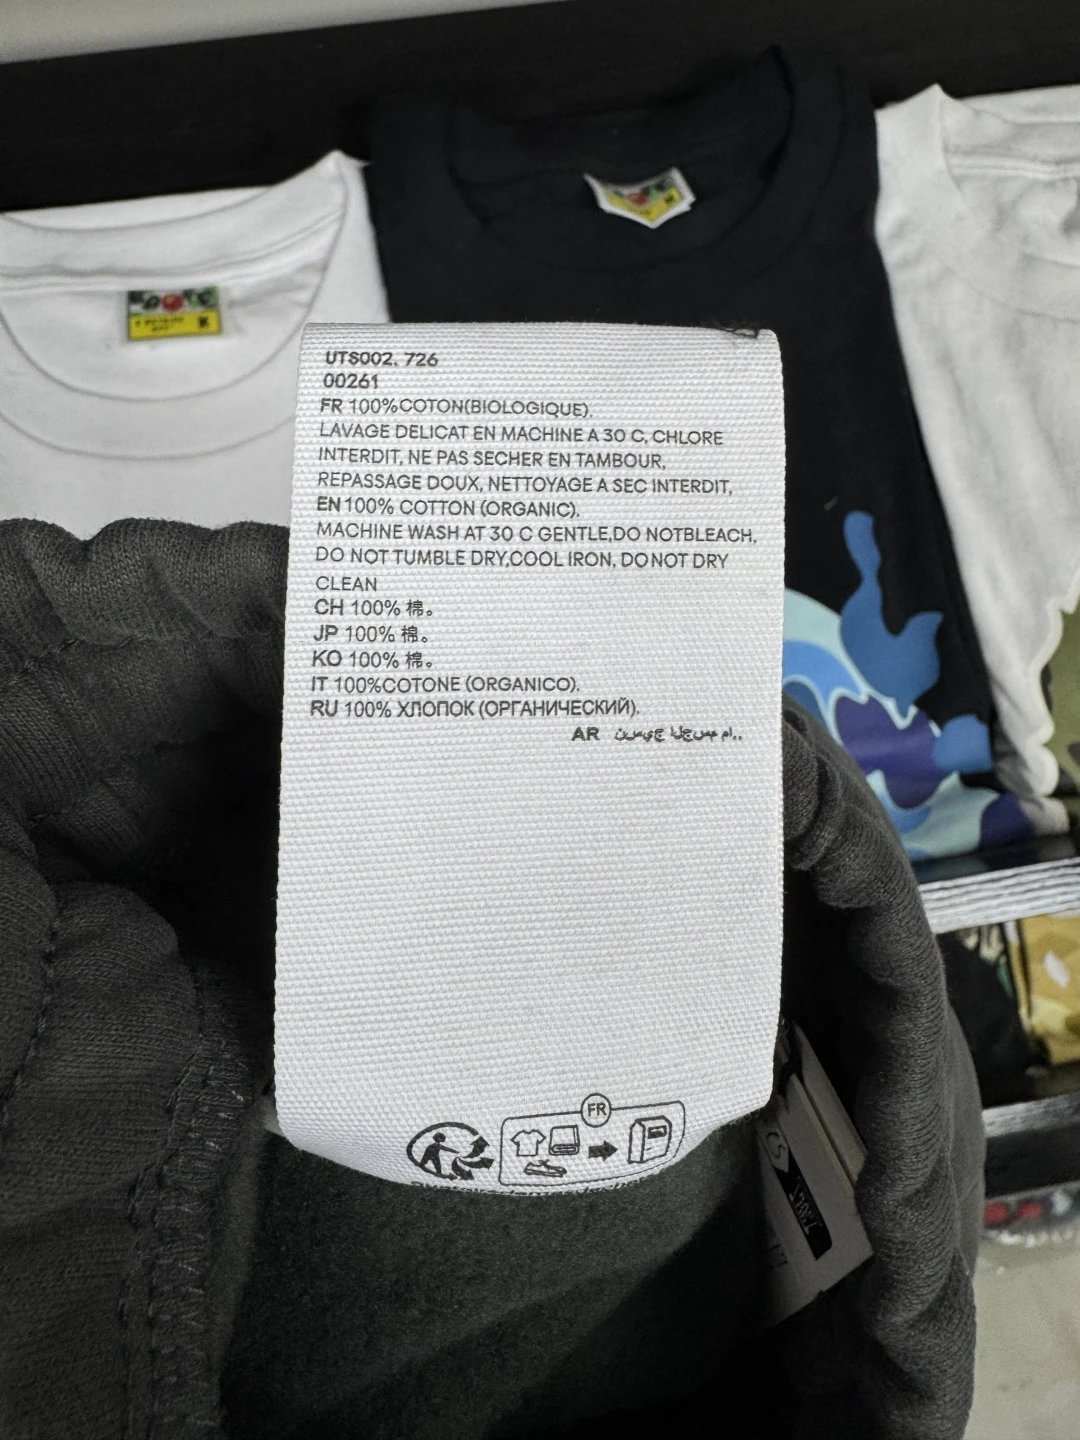 UTS002. 726
00261
FR 100%COTON(BIOLOGIQUE).
LAVAGE DELICAT EN MACHINE A 30 C, CHLORE
INTERDIT, NE PAS SECHER EN TAMBOUR,
REPASSAGE DOUX, NETTOYAGE A SEC INTERDIT,
EN 100% COTTON (ORGANIC).
MACHINE WASH AT 30 C GENTLE,DO NOTBLEACH,
DO NOT TUMBLE DRY,COOL IRON, DO NOT DRY
CLEAN
CH 100% 棉。
JP 100% 棉。
KO 100% 棉。
IT 100%COTONE (ORGANICO).
RU 100% ХЛОПОК (ОРГАНИЧЕСКИЙ).
AR
FR